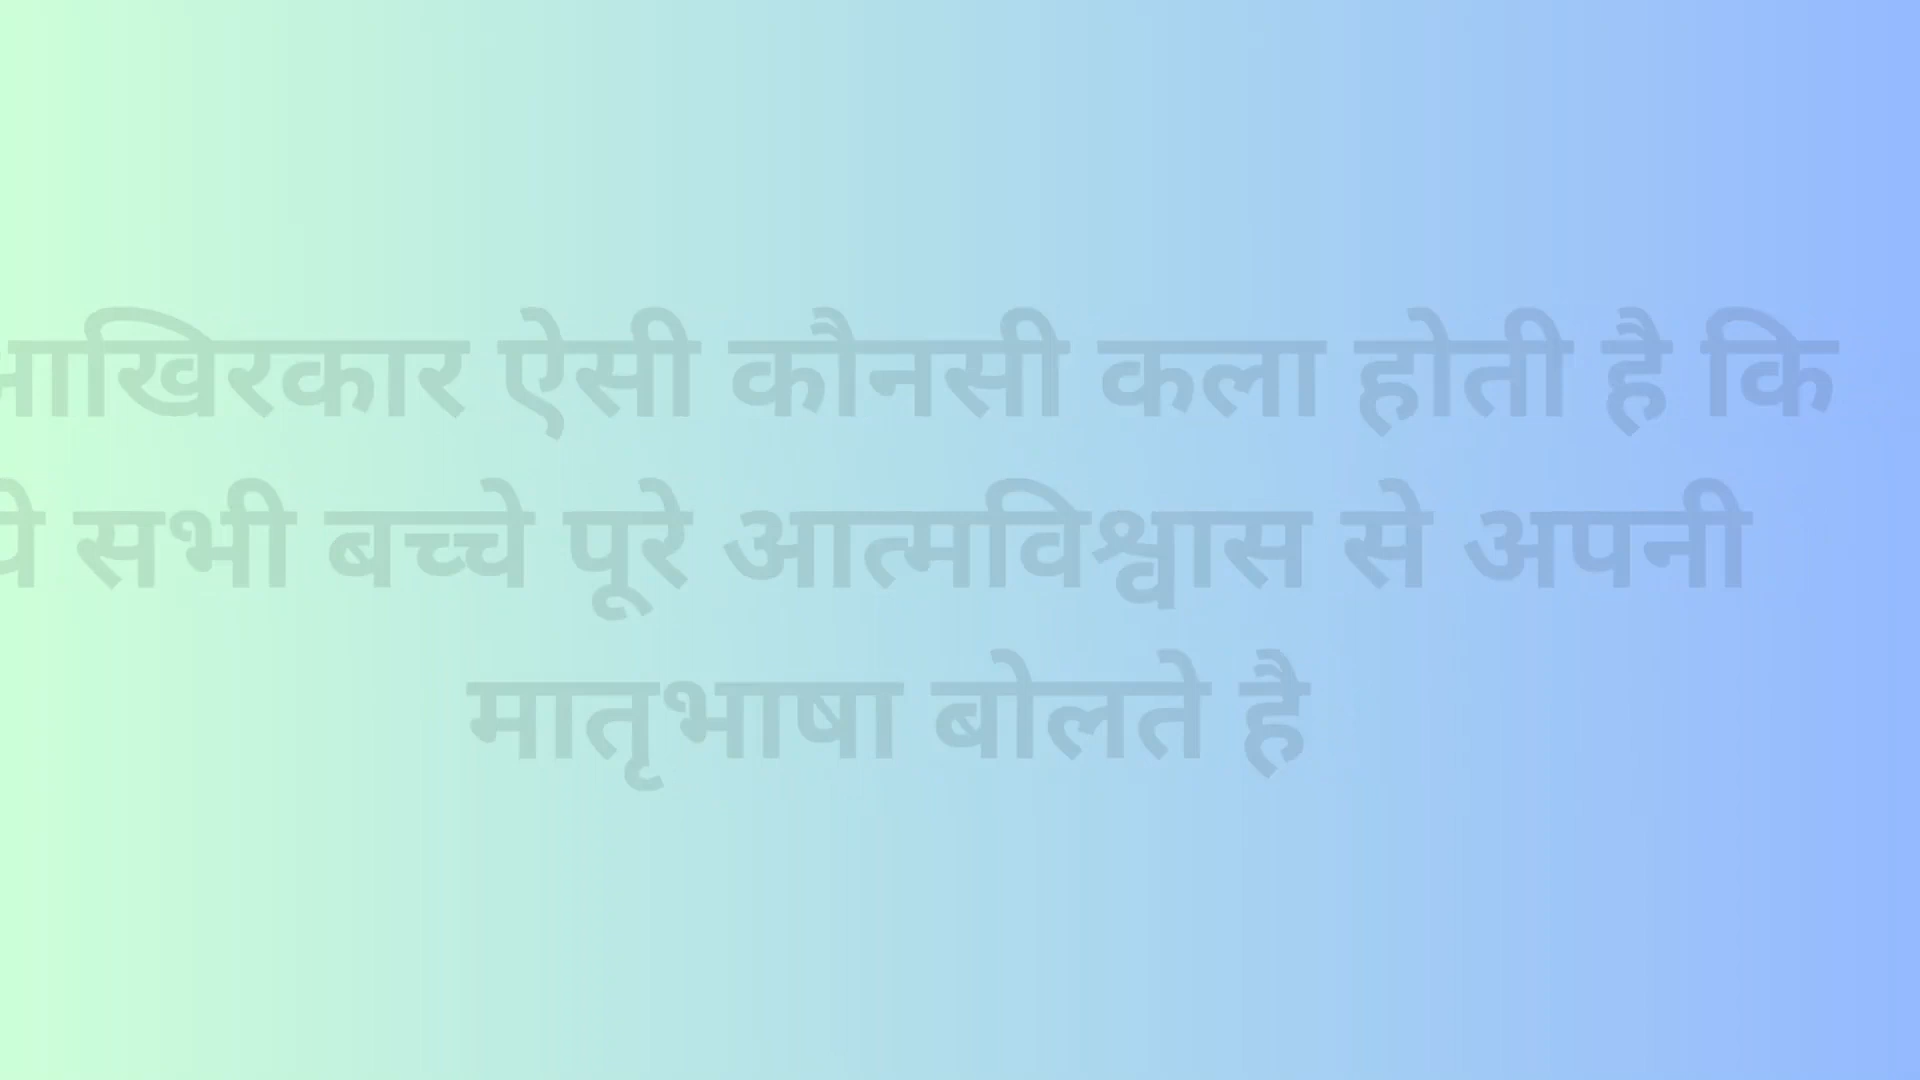 आखिरकार ऐसी कौनसी कला होती है कि
ये सभी बच्चे पूरे आत्मविश्वास से अपनी
मातृभाषा बोलते है